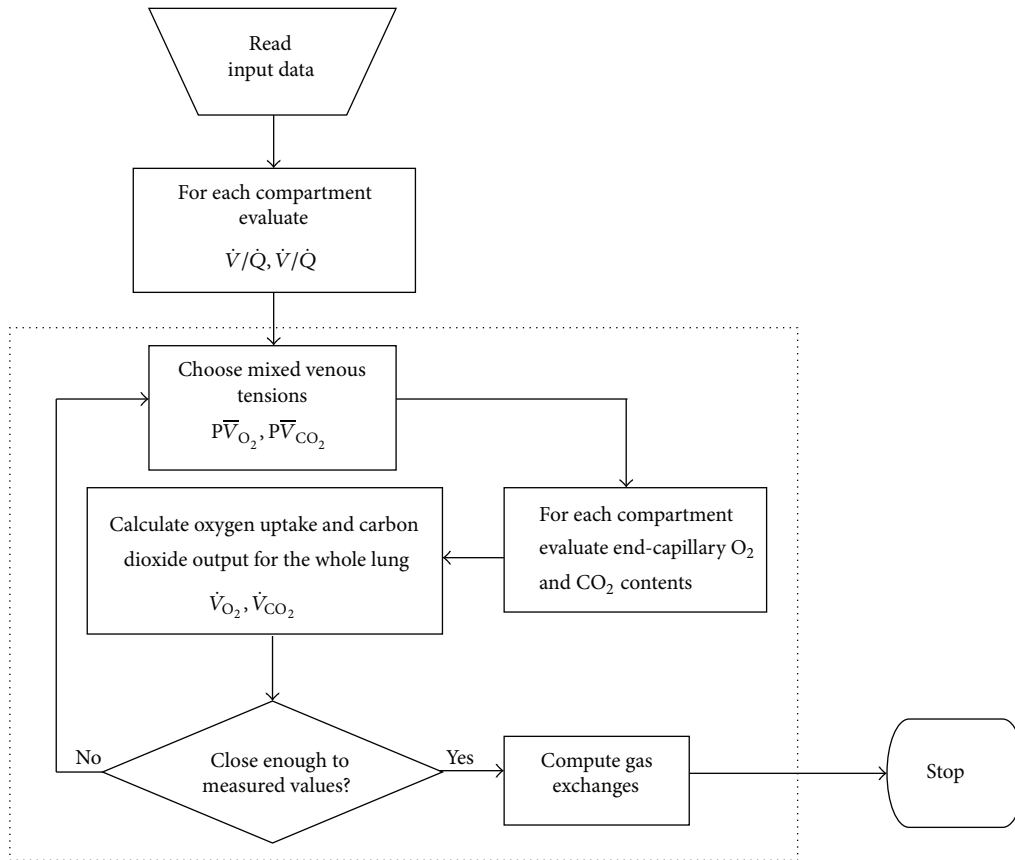 Read
input data
For each compartment
evaluate
V̇/Q̇, V̇/Q̇
Choose mixed venous
tensions
PV̅O₂, PV̅CO₂
For each compartment
evaluate end-capillary O₂
and CO₂ contents
Calculate oxygen uptake and carbon
dioxide output for the whole lung
V̇O₂, V̇CO₂
Close enough to
measured values?
No
Yes
Compute gas
exchanges
Stop